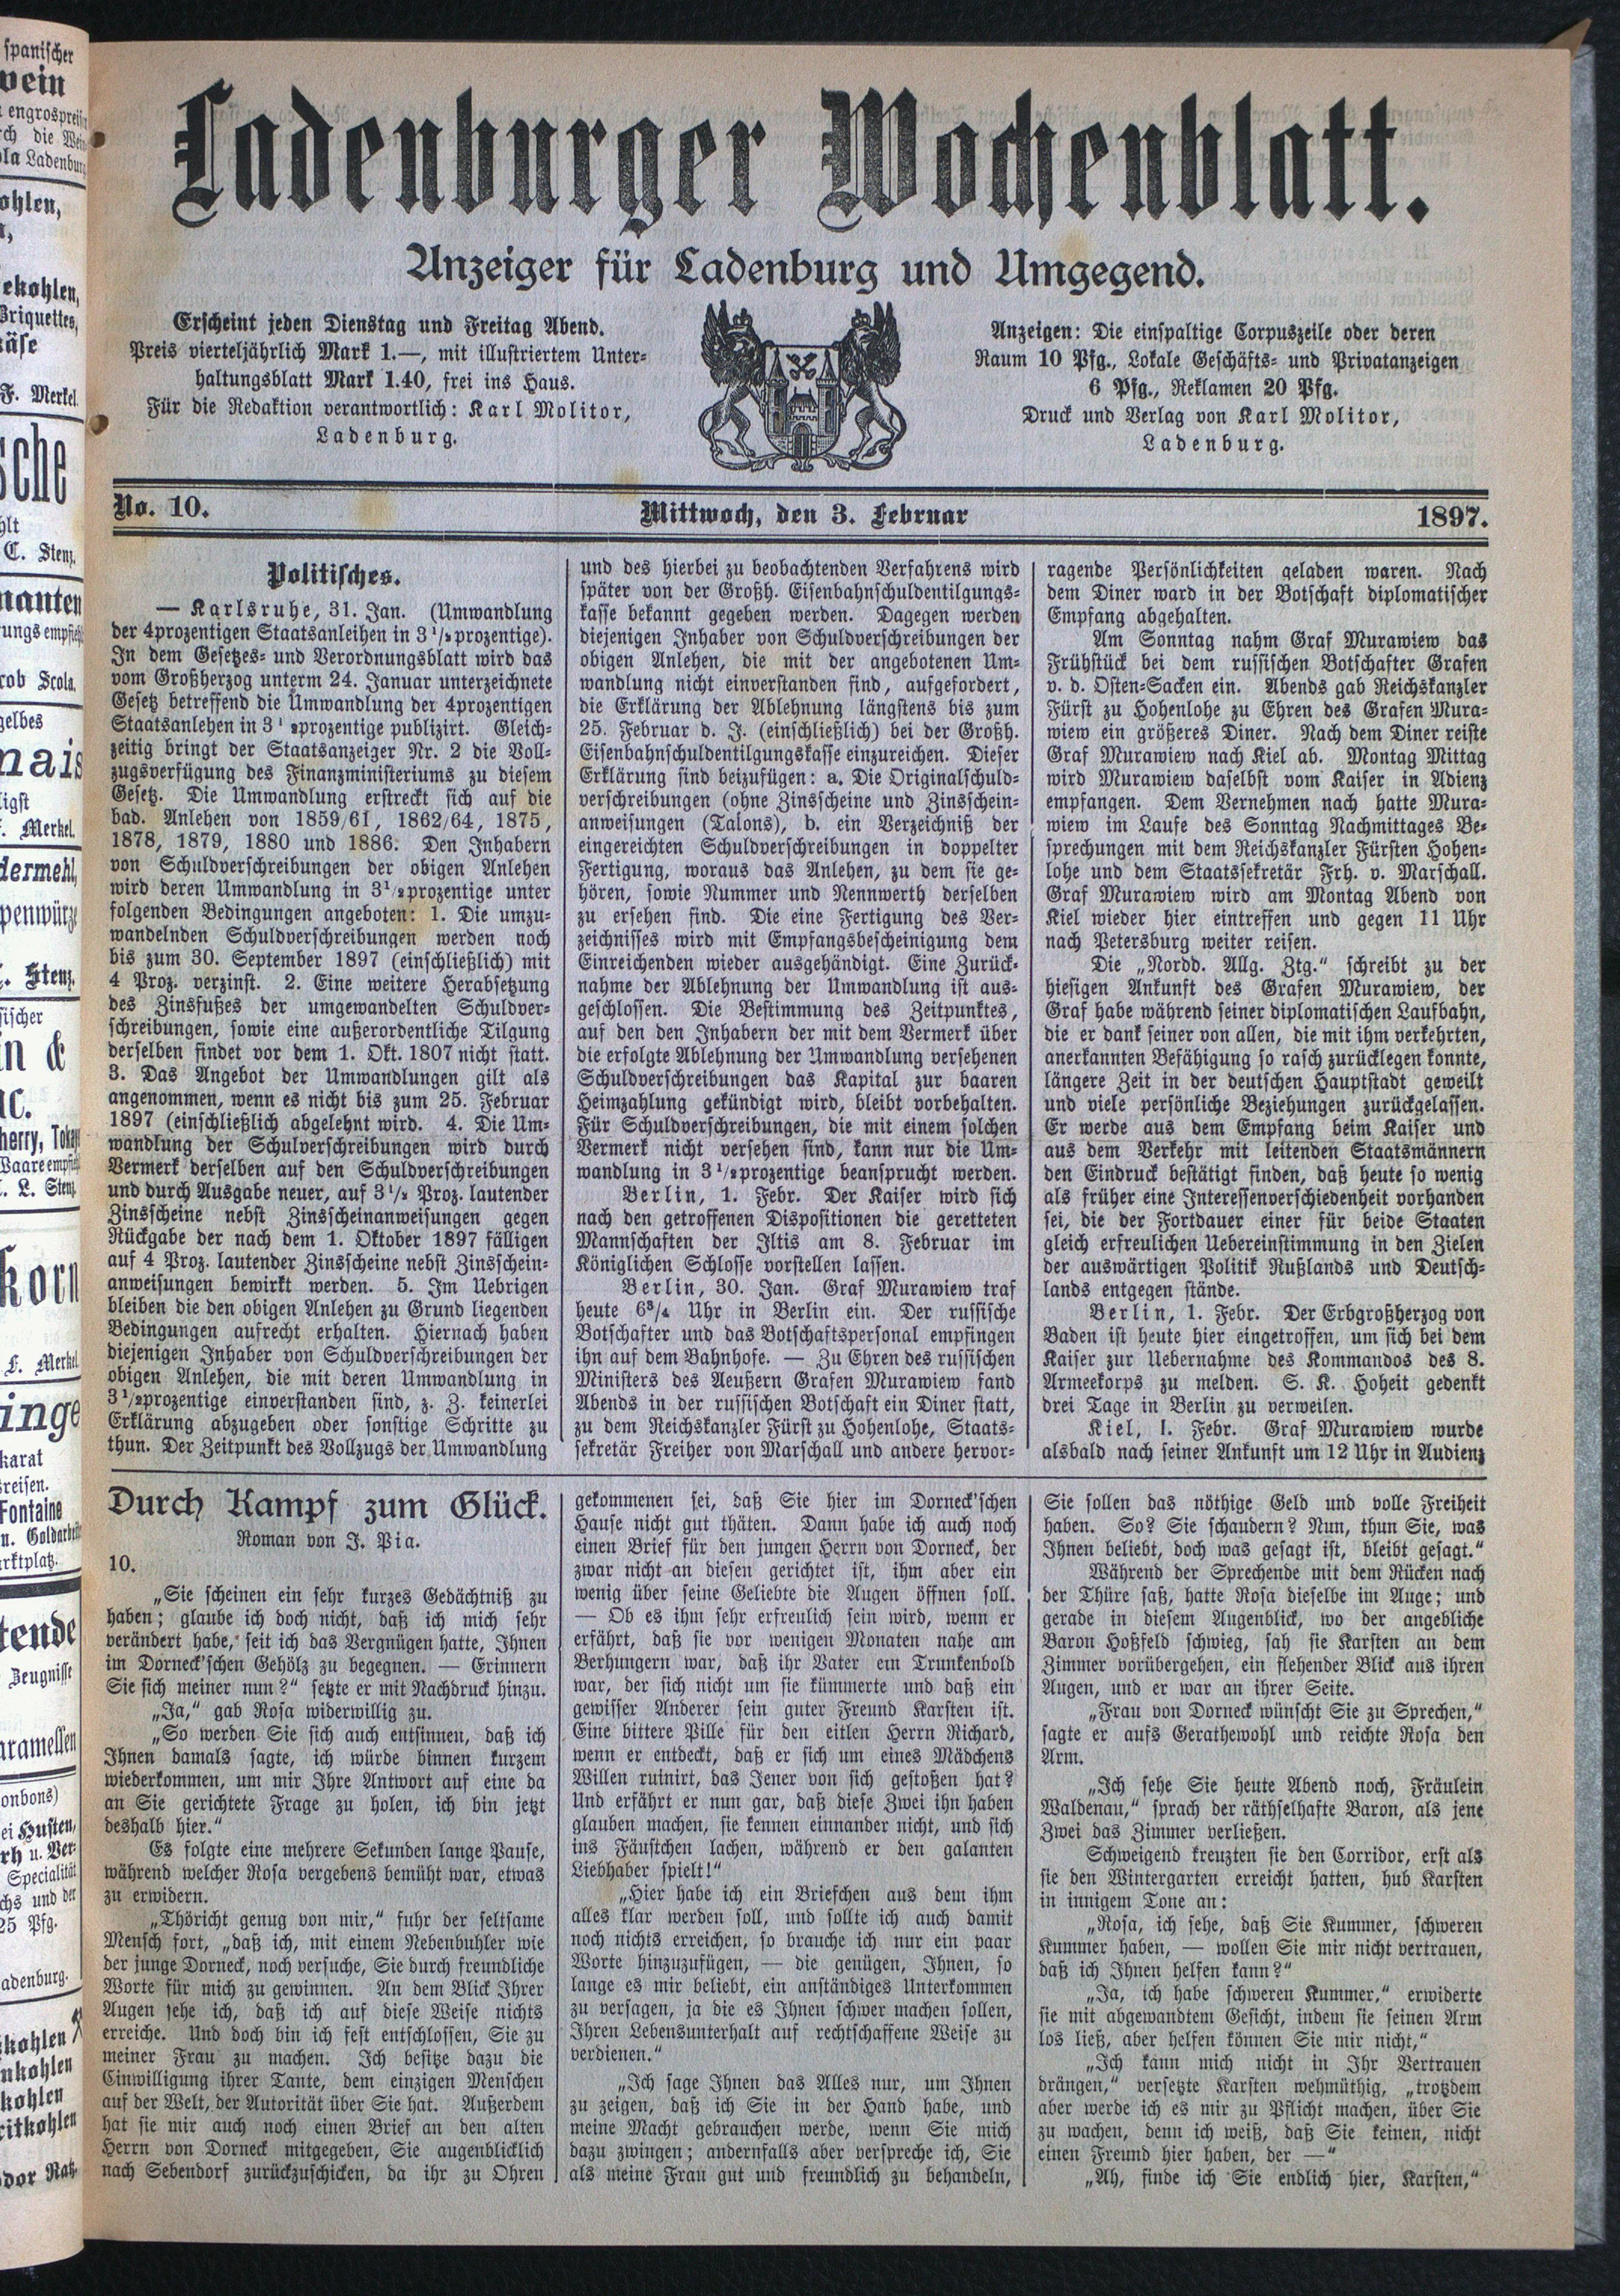 spanischer
wein
engrospreisen
rch die Wein
ola Ladenburg
ohlen,
ekohlen,
Briquettes,
käse
F. Merkel.
sche
hlt
C. Stenz.
nanten
rungs empfiehlt
cob Scola.
gelbes
mais
ligst
F. Merkel.
dermehl,
penwürze
C. Stenz.
sischer
in &
ac.
herry, Tokayer
C. L. Stenz.
korn
F. Merkel
inge
karat
Fontaine
arktplatz.
tende
Zeugnisse
aramellen
onbons)
ei Husten,
rh u. Ver-
Specialität
chs und der
25 Pfg.
adenburg.
kohlen
nkohlen
kohlen
citkohlen
Ladenburger Wochenblatt.
Anzeiger für Ladenburg und Umgegend.
Erscheint jeden Dienstag und Freitag Abend.
Preis vierteljährlich Mark 1.—, mit illustriertem Unter-
haltungsblatt Mark 1.40, frei ins Haus.
Für die Redaktion verantwortlich: Karl Molitor,
Ladenburg.
Anzeigen: Die einspaltige Corpuszeile oder deren
Raum 10 Pfg., Lokale Geschäfts- und Privatanzeigen
6 Pfg., Reklamen 20 Pfg.
Druck und Verlag von Karl Molitor,
Ladenburg.
No. 10. Mittwoch, den 3. Februar 1897.
Politisches.
— Karlsruhe, 31. Jan. (Umwandlung
der 4prozentigen Staatsanleihen in 3 1/2prozentige).
In dem Gesetzes- und Verordnungsblatt wird das
vom Großherzog unterm 24. Januar unterzeichnete
Gesetz betreffend die Umwandlung der 4prozentigen
Staatsanlehen in 3 1/2prozentige publizirt. Gleich-
zeitig bringt der Staatsanzeiger Nr. 2 die Voll-
zugsverfügung des Finanzministeriums zu diesem
Gesetz. Die Umwandlung erstreckt sich auf die
bad. Anlehen von 1859/61, 1862/64, 1875,
1878, 1879, 1880 und 1886. Den Inhabern
von Schuldverschreibungen der obigen Anlehen
wird deren Umwandlung in 3 1/2prozentige unter
folgenden Bedingungen angeboten: 1. Die umzu-
wandelnden Schuldverschreibungen werden noch
bis zum 30. September 1897 (einschließlich) mit
4 Proz. verzinst. 2. Eine weitere Herabsetzung
des Zinsfußes der umgewandelten Schuldver-
schreibungen, sowie eine außerordentliche Tilgung
derselben findet vor dem 1. Okt. 1807 nicht statt.
3. Das Angebot der Umwandlungen gilt als
angenommen, wenn es nicht bis zum 25. Februar
1897 (einschließlich abgelehnt wird. 4. Die Um-
wandlung der Schulverschreibungen wird durch
Vermerk derselben auf den Schuldverschreibungen
und durch Ausgabe neuer, auf 3 1/2 Proz. lautender
Zinsscheine nebst Zinsscheinanweisungen gegen
Rückgabe der nach dem 1. Oktober 1897 fälligen
auf 4 Proz. lautender Zinsscheine nebst Zinsschein-
anweisungen bewirkt werden. 5. Im Uebrigen
bleiben die den obigen Anlehen zu Grund liegenden
Bedingungen aufrecht erhalten. Hiernach haben
diejenigen Inhaber von Schuldverschreibungen der
obigen Anlehen, die mit deren Umwandlung in
3 1/2prozentige einverstanden sind, z. Z. keinerlei
Erklärung abzugeben oder sonstige Schritte zu
thun. Der Zeitpunkt des Vollzugs der Umwandlung
und des hierbei zu beobachtenden Verfahrens wird
später von der Großh. Eisenbahnschuldentilgungs-
kasse bekannt gegeben werden. Dagegen werden
diejenigen Inhaber von Schuldverschreibungen der
obigen Anlehen, die mit der angebotenen Um-
wandlung nicht einverstanden sind, aufgefordert,
die Erklärung der Ablehnung längstens bis zum
25. Februar d. J. (einschließlich) bei der Großh.
Eisenbahnschuldentilgungskasse einzureichen. Dieser
Erklärung sind beizufügen: a. Die Originalschuld-
verschreibungen (ohne Zinsscheine und Zinsschein-
anweisungen (Talons), b. ein Verzeichniß der
eingereichten Schuldverschreibungen in doppelter
Fertigung, woraus das Anlehen, zu dem sie ge-
hören, sowie Nummer und Nennwerth derselben
zu ersehen sind. Die eine Fertigung des Ver-
zeichnisses wird mit Empfangsbescheinigung dem
Einreichenden wieder ausgehändigt. Eine Zurück-
nahme der Ablehnung der Umwandlung ist aus-
geschlossen. Die Bestimmung des Zeitpunktes,
auf den den Inhabern der mit dem Vermerk über
die erfolgte Ablehnung der Umwandlung versehenen
Schuldverschreibungen das Kapital zur baaren
Heimzahlung gekündigt wird, bleibt vorbehalten.
Für Schuldverschreibungen, die mit einem solchen
Vermerk nicht versehen sind, kann nur die Um-
wandlung in 3 1/2prozentige beansprucht werden.
Berlin, 1. Febr. Der Kaiser wird sich
nach den getroffenen Dispositionen die geretteten
Mannschaften der Iltis am 8. Februar im
Königlichen Schlosse vorstellen lassen.
Berlin, 30. Jan. Graf Murawiew traf
heute 6 3/4 Uhr in Berlin ein. Der russische
Botschafter und das Botschaftspersonal empfingen
ihn auf dem Bahnhofe. — Zu Ehren des russischen
Ministers des Aeußern Grafen Murawiew fand
Abends in der russischen Botschaft ein Diner statt,
zu dem Reichskanzler Fürst zu Hohenlohe, Staats-
sekretär Freiher von Marschall und andere hervor-
ragende Persönlichkeiten geladen waren. Nach
dem Diner ward in der Botschaft diplomatischer
Empfang abgehalten.
Am Sonntag nahm Graf Murawiew das
Frühstück bei dem russischen Botschafter Grafen
v. d. Osten-Sacken ein. Abends gab Reichskanzler
Fürst zu Hohenlohe zu Ehren des Grafen Mura-
wiew ein größeres Diner. Nach dem Diner reiste
Graf Murawiew nach Kiel ab. Montag Mittag
wird Murawiew daselbst vom Kaiser in Adienz
empfangen. Dem Vernehmen nach hatte Mura-
wiew im Laufe des Sonntag Nachmittages Be-
sprechungen mit dem Reichskanzler Fürsten Hohen-
lohe und dem Staatssekretär Frh. v. Marschall.
Graf Murawiew wird am Montag Abend von
Kiel wieder hier eintreffen und gegen 11 Uhr
nach Petersburg weiter reisen.
Die „Nordd. Allg. Ztg.“ schreibt zu der
hiesigen Ankunft des Grafen Murawiew, der
Graf habe während seiner diplomatischen Laufbahn,
die er dank seiner von allen, die mit ihm verkehrten,
anerkannten Befähigung so rasch zurücklegen konnte,
längere Zeit in der deutschen Hauptstadt geweilt
und viele persönliche Beziehungen zurückgelassen.
Er werde aus dem Empfang beim Kaiser und
aus dem Verkehr mit leitenden Staatsmännern
den Eindruck bestätigt finden, daß heute so wenig
als früher eine Interessenverschiedenheit vorhanden
sei, die der Fortdauer einer für beide Staaten
gleich erfreulichen Uebereinstimmung in den Zielen
der auswärtigen Politik Rußlands und Deutsch-
lands entgegen stände.
Berlin, 1. Febr. Der Erbgroßherzog von
Baden ist heute hier eingetroffen, um sich bei dem
Kaiser zur Uebernahme des Kommandos des 8.
Armeekorps zu melden. S. K. Hoheit gedenkt
drei Tage in Berlin zu verweilen.
Kiel, 1. Febr. Graf Murawiew wurde
alsbald nach seiner Ankunft um 12 Uhr in Audienz
Durch Kampf zum Glück.
Roman von J. Pia.
10.
„Sie scheinen ein sehr kurzes Gedächtniß zu
haben; glaube ich doch nicht, daß ich mich sehr
verändert habe, seit ich das Vergnügen hatte, Ihnen
im Dorneck'schen Gehölz zu begegnen. — Erinnern
Sie sich meiner nun?“ setzte er mit Nachdruck hinzu.
„Ja,“ gab Rosa widerwillig zu.
„So werden Sie sich auch entsinnen, daß ich
Ihnen damals sagte, ich würde binnen kurzem
wiederkommen, um mir Ihre Antwort auf eine da
an Sie gerichtete Frage zu holen, ich bin jetzt
deshalb hier.“
Es folgte eine mehrere Sekunden lange Pause,
während welcher Rosa vergebens bemüht war, etwas
zu erwidern.
„Thöricht genug von mir,“ fuhr der seltsame
Mensch fort, „daß ich, mit einem Nebenbuhler wie
der junge Dorneck, noch versuche, Sie durch freundliche
Worte für mich zu gewinnen. An dem Blick Ihrer
Augen sehe ich, daß ich auf diese Weise nichts
erreiche. Und doch bin ich fest entschlossen, Sie zu
meiner Frau zu machen. Ich besitze dazu die
Einwilligung ihrer Tante, dem einzigen Menschen
auf der Welt, der Autorität über Sie hat. Außerdem
hat sie mir auch noch einen Brief an den alten
Herrn von Dorneck mitgegeben, Sie augenblicklich
nach Sebendorf zurückzuschicken, da ihr zu Ohren
gekommenen sei, daß Sie hier im Dorneck'schen
Hause nicht gut thäten. Dann habe ich auch noch
einen Brief für den jungen Herrn von Dorneck, der
zwar nicht an diesen gerichtet ist, ihm aber ein
wenig über seine Geliebte die Augen öffnen soll.
— Ob es ihm sehr erfreulich sein wird, wenn er
erfährt, daß sie vor wenigen Monaten nahe am
Verhungern war, daß ihr Vater ein Trunkenbold
war, der sich nicht um sie kümmerte und daß ein
gewisser Anderer sein guter Freund Karsten ist.
Eine bittere Pille für den eitlen Herrn Richard,
wenn er entdeckt, daß er sich um eines Mädchens
Willen ruinirt, das Jener von sich gestoßen hat?
Und erfährt er nun gar, daß diese Zwei ihn haben
glauben machen, sie kennen einnander nicht, und sich
ins Fäustchen lachen, während er den galanten
Liebhaber spielt!“
„Hier habe ich ein Briefchen aus dem ihm
alles klar werden soll, und sollte ich auch damit
noch nichts erreichen, so brauche ich nur ein paar
Worte hinzuzufügen, — die genügen, Ihnen, so
lange es mir beliebt, ein anständiges Unterkommen
zu versagen, ja die es Ihnen schwer machen sollen,
Ihren Lebensunterhalt auf rechtschaffene Weise zu
verdienen.“
„Ich sage Ihnen das Alles nur, um Ihnen
zu zeigen, daß ich Sie in der Hand habe, und
meine Macht gebrauchen werde, wenn Sie mich
dazu zwingen; andernfalls aber verspreche ich, Sie
als meine Frau gut und freundlich zu behandeln,
Sie sollen das nöthige Geld und volle Freiheit
haben. So? Sie schaudern? Nun, thun Sie, was
Ihnen beliebt, doch was gesagt ist, bleibt gesagt.“
Während der Sprechende mit dem Rücken nach
der Thüre saß, hatte Rosa dieselbe im Auge; und
gerade in diesem Augenblick, wo der angebliche
Baron Hoßfeld schwieg, sah sie Karsten an dem
Zimmer vorübergehen, ein flehender Blick aus ihren
Augen, und er war an ihrer Seite.
„Frau von Dorneck wünscht Sie zu Sprechen,“
sagte er aufs Gerathewohl und reichte Rosa den
Arm.
„Ich sehe Sie heute Abend noch, Fräulein
Waldenau,“ sprach der räthselhafte Baron, als jene
Zwei das Zimmer verließen.
Schweigend kreuzten sie den Corridor, erst als
sie den Wintergarten erreicht hatten, hub Karsten
in innigem Tone an:
„Rosa, ich sehe, daß Sie Kummer, schweren
Kummer haben, — wollen Sie mir nicht vertrauen,
daß ich Ihnen helfen kann?“
„Ja, ich habe schweren Kummer,“ erwiderte
sie mit abgewandtem Gesicht, indem sie seinen Arm
los ließ, aber helfen können Sie mir nicht,“
„Ich kann mich nicht in Ihr Vertrauen
drängen,“ versetzte Karsten wehmüthig, „trotzdem
aber werde ich es mir zu Pflicht machen, über Sie
zu wachen, denn ich weiß, daß Sie keinen, nicht
einen Freund hier haben, der —“
„Ah, finde ich Sie endlich hier, Karsten,“